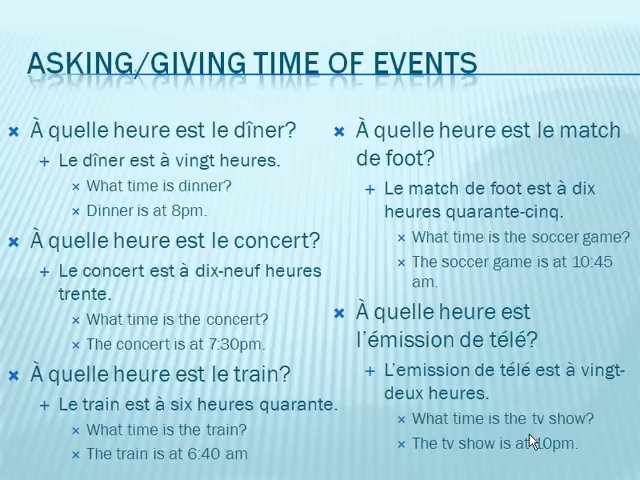 ASKING/GIVING TIME OF EVENTS
À quelle heure est le dîner?
Le dîner est à vingt heures.
What time is dinner?
Dinner is at 8pm.
À quelle heure est le concert?
Le concert est à dix-neuf heures
trente.
What time is the concert?
The concert is at 7:30pm.
À quelle heure est le train?
Le train est à six heures quarante.
What time is the train?
The train is at 6:40 am
À quelle heure est le match
de foot?
Le match de foot est à dix
heures quarante-cinq.
What time is the soccer game?
The soccer game is at 10:45
am.
À quelle heure est
l'émission de télé?
L'emission de télé est à vingt-
deux heures.
What time is the tv show?
The tv show is at 10pm.